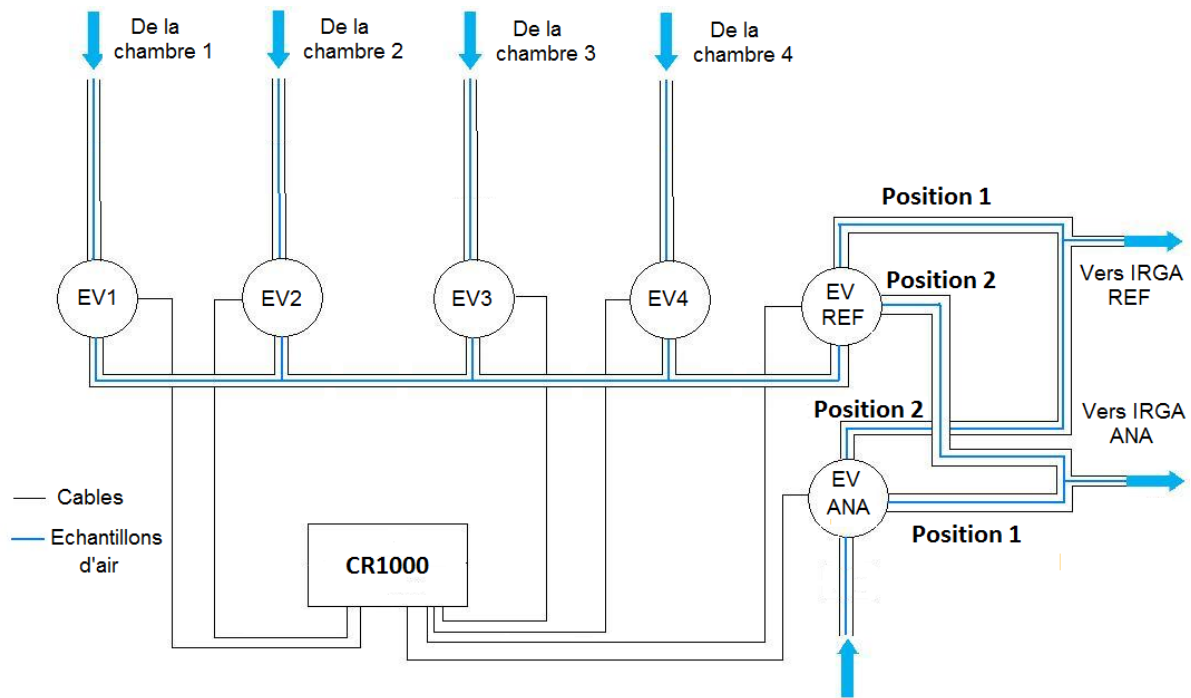 De la
chambre 1
De la
chambre 2
De la
chambre 3
De la
chambre 4
Position 1
Vers IRGA
REF
EV1
EV2
EV3
EV4
EV
REF
Position 2
Position 2
Vers IRGA
ANA
EV
ANA
Position 1
Cables
Echantillons
d'air
CR1000